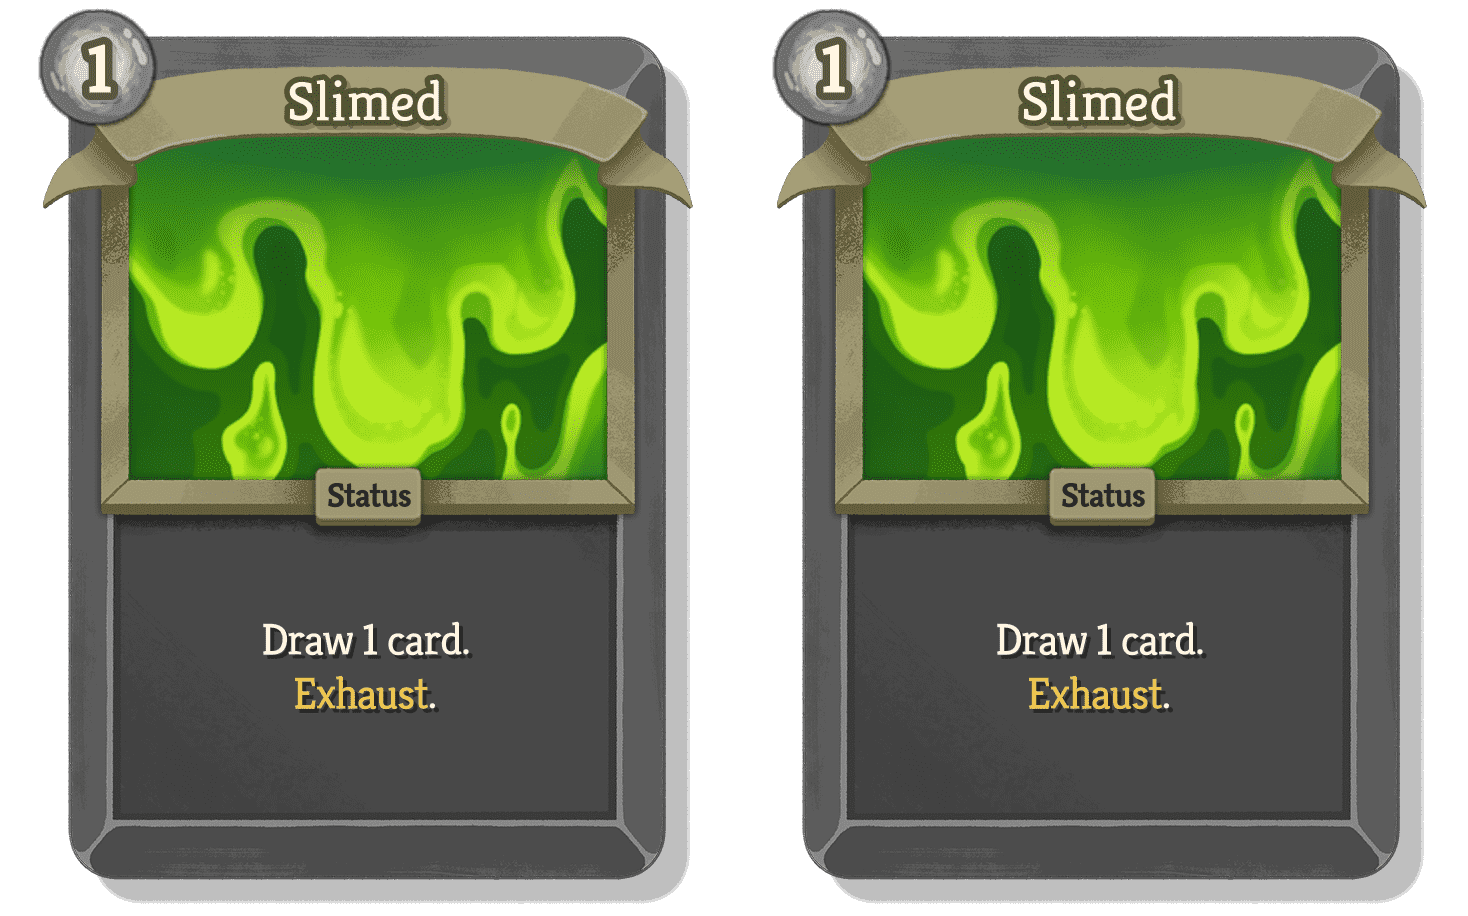 1
Slimed
Status
Draw 1 card.
Exhaust.
1
Slimed
Status
Draw 1 card.
Exhaust.